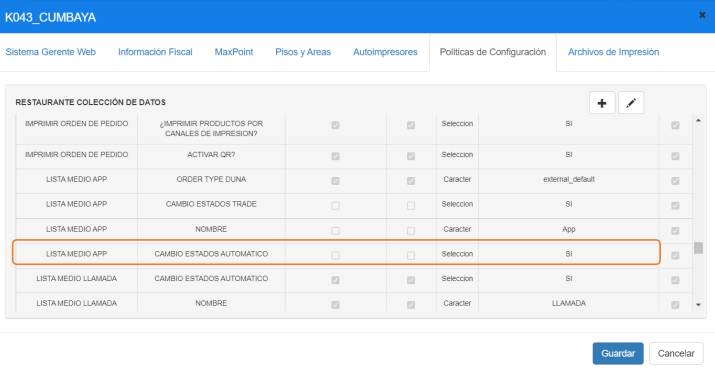 K043_CUMBAYA
Sistema Gerente Web Información Fiscal MaxPoint Pisos y Areas Autoimpresores Políticas de Configuración Archivos de Impresión
RESTAURANTE COLECCIÓN DE DATOS
IMPRIMIR ORDEN DE PEDIDO ¿IMPRIMIR PRODUCTOS POR CANALES DE IMPRESION? Seleccion SI
IMPRIMIR ORDEN DE PEDIDO ACTIVAR QR? Seleccion SI
LISTA MEDIO APP ORDER TYPE DUNA Caracter external_default
LISTA MEDIO APP CAMBIO ESTADOS TRADE Seleccion SI
LISTA MEDIO APP NOMBRE Caracter App
LISTA MEDIO APP CAMBIO ESTADOS AUTOMATICO Seleccion SI
LISTA MEDIO LLAMADA CAMBIO ESTADOS AUTOMATICO Seleccion SI
LISTA MEDIO LLAMADA NOMBRE Caracter LLAMADA
Guardar Cancelar